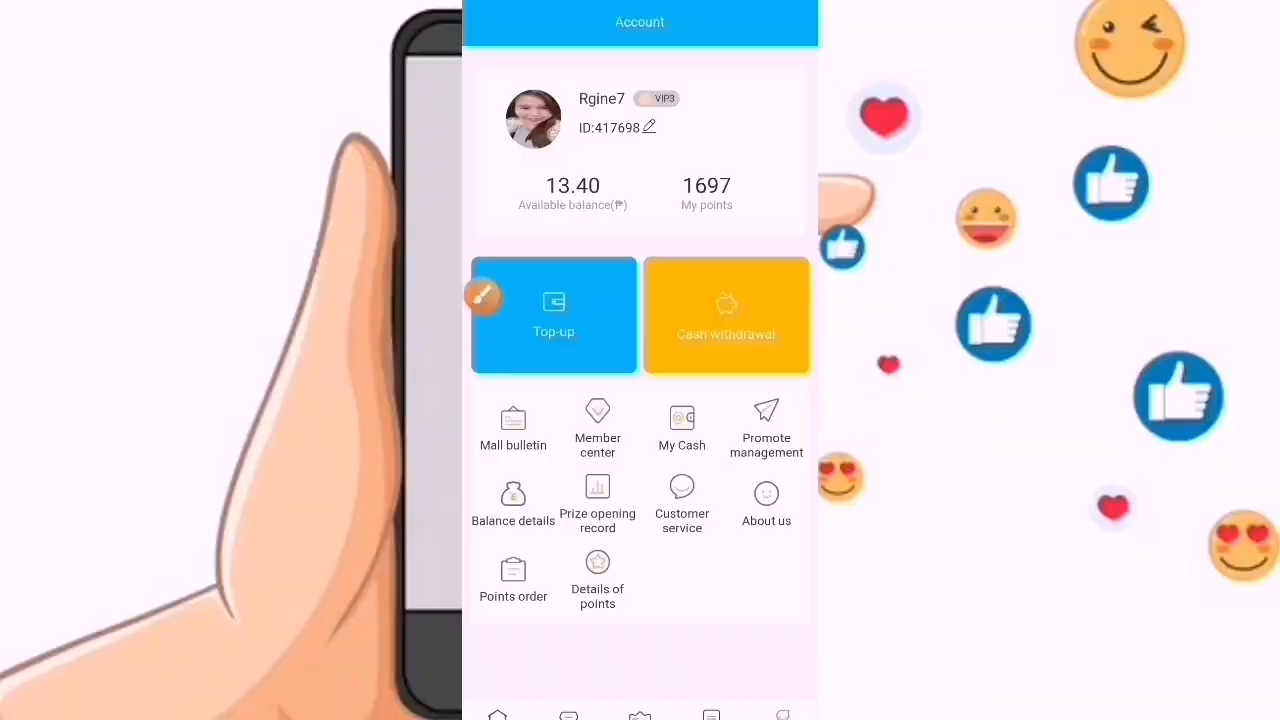 Account
Rgine7 VIP3
ID:417698
13.40 1697
Available balance(₱) My points
Top-up
Cash withdrawal
Mall bulletin
Member
center
My Cash
Promote
management
Balance details
Prize opening
record
Customer
service
About us
Points order
Details of
points